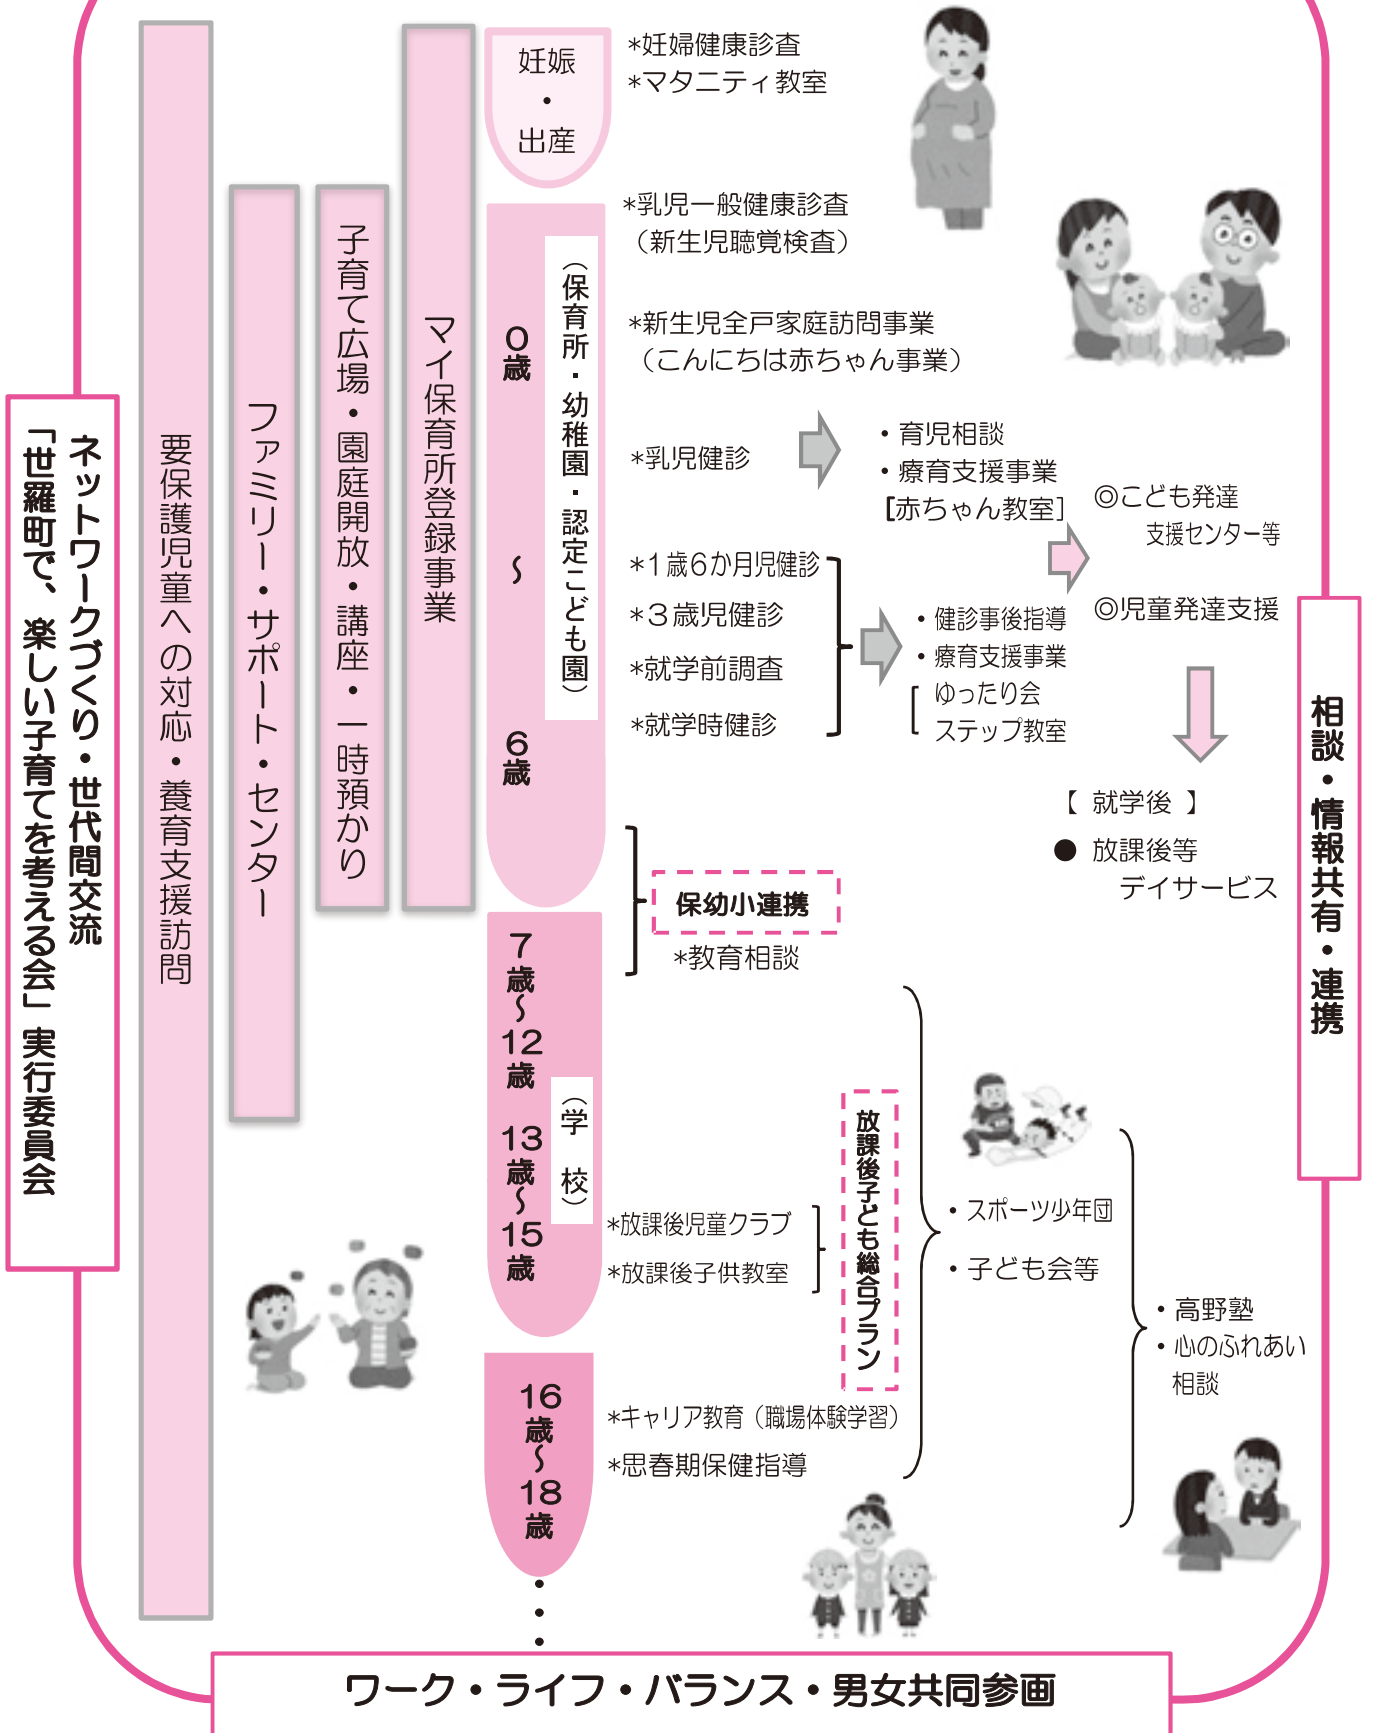 妊娠
・
出産
*妊婦健康診査
*マタニティ教室
*乳児一般健康診査
（新生児聴覚検査）
*新生児全戸家庭訪問事業
（こんにちは赤ちゃん事業）
*乳児健診
・育児相談
・療育支援事業
[赤ちゃん教室]
◎こども発達
支援センター等
◎児童発達支援
*１歳６か月児健診
*３歳児健診
*就学前調査
*就学時健診
・健診事後指導
・療育支援事業
ゆったり会
ステップ教室
【 就学後 】
● 放課後等
デイサービス
０歳
〜
６歳
（保育所・幼稚園・認定こども園）
マイ保育所登録事業
子育て広場・園庭開放・講座・一時預かり
ファミリー・サポート・センター
要保護児童への対応・養育支援訪問
ネットワークづくり・世代間交流
「世羅町で、楽しい子育てを考える会」実行委員会
相談・情報共有・連携
保幼小連携
*教育相談
７歳〜12歳
13歳〜15歳
（学　校）
*放課後児童クラブ
*放課後子供教室
放課後子ども総合プラン
・スポーツ少年団
・子ども会等
・高野塾
・心のふれあい
相談
16歳〜18歳
*キャリア教育（職場体験学習）
*思春期保健指導
・・・
ワーク・ライフ・バランス・男女共同参画